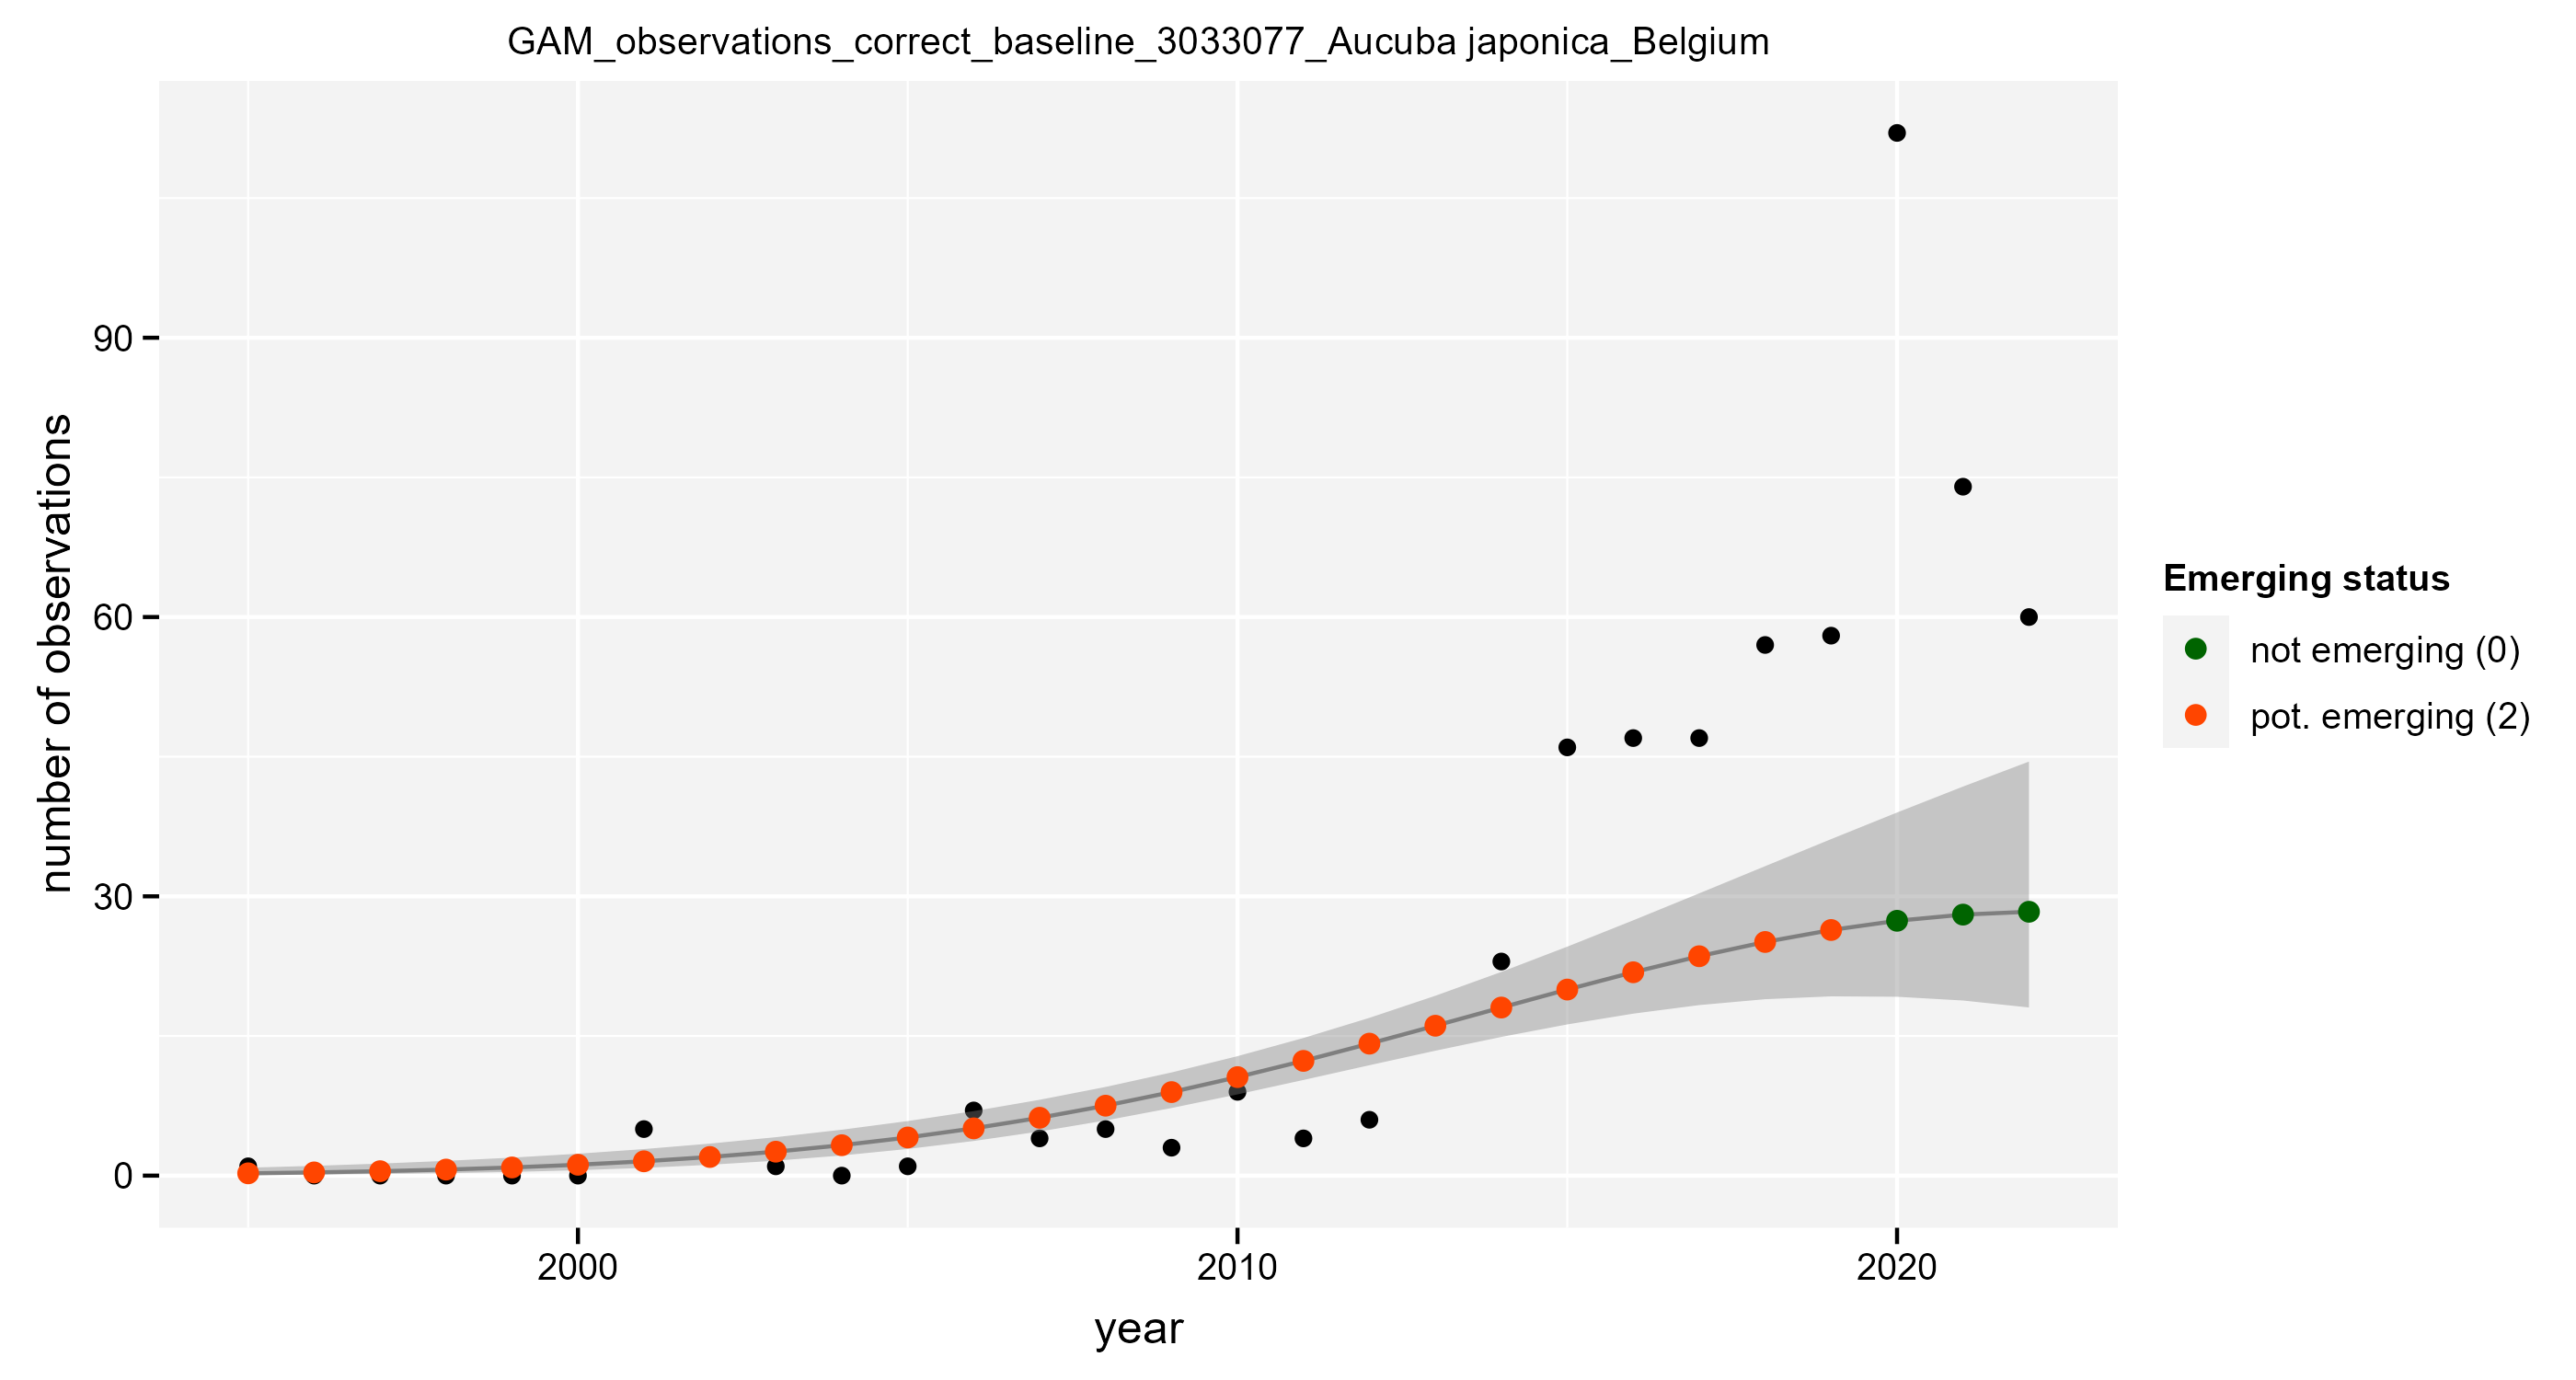 GAM_observations_correct_baseline_3033077_Aucuba japonica_Belgium
number of observations
90
60
30
0
2000
2010
2020
year
Emerging status
not emerging (0)
pot. emerging (2)